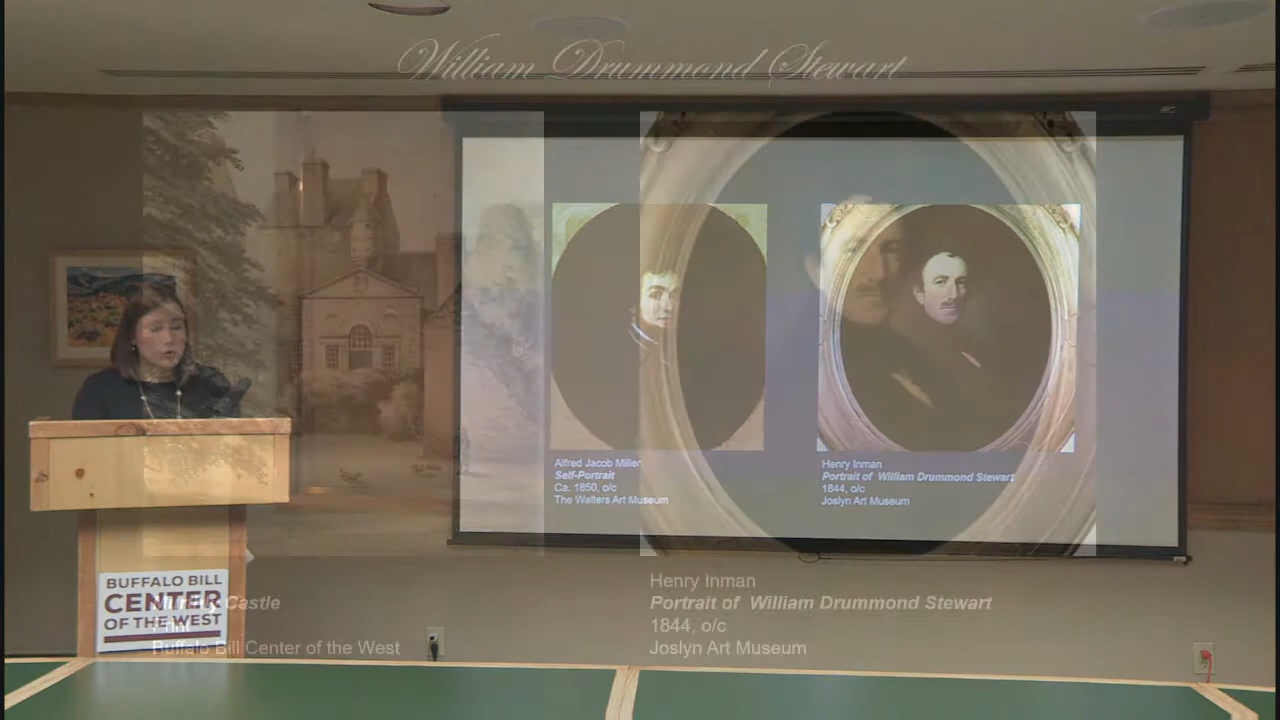 William Drummond Stewart
Alfred Jacob Miller
Self-Portrait
Ca. 1850, o/c
The Walters Art Museum
Henry Inman
Portrait of William Drummond Stewart
1844, o/c
Joslyn Art Museum
BUFFALO BILL
CENTER
OF THE WEST
Castle
Buffalo Bill Center of the West
Henry Inman
Portrait of William Drummond Stewart
1844, o/c
Joslyn Art Museum